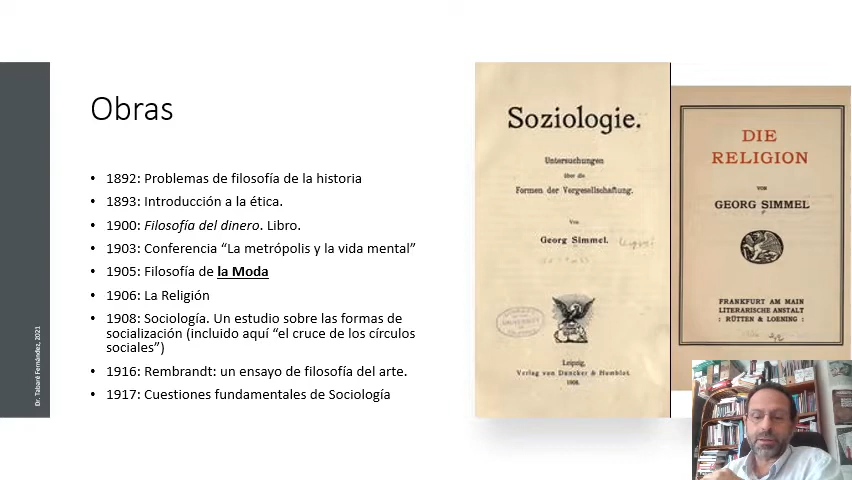 Obras
• 1892: Problemas de filosofía de la historia
• 1893: Introducción a la ética.
• 1900: Filosofía del dinero. Libro.
• 1903: Conferencia “La metrópolis y la vida mental”
• 1905: Filosofía de la Moda
• 1906: La Religión
• 1908: Sociología. Un estudio sobre las formas de
socialización (incluido aquí “el cruce de los círculos
sociales”)
• 1916: Rembrandt: un ensayo de filosofía del arte.
• 1917: Cuestiones fundamentales de Sociología
Dr. Tabaré Fernández, 2021
Soziologie.
Untersuchungen
über die
Formen der Vergesellschaftung.
Von
Georg Simmel.
Leipzig,
Verlag von Duncker & Humblot.
1908.
DIE
RELIGION
VON
GEORG SIMMEL
FRANKFURT AM MAIN
LITERARISCHE ANSTALT
: RÜTTEN & LOENING :